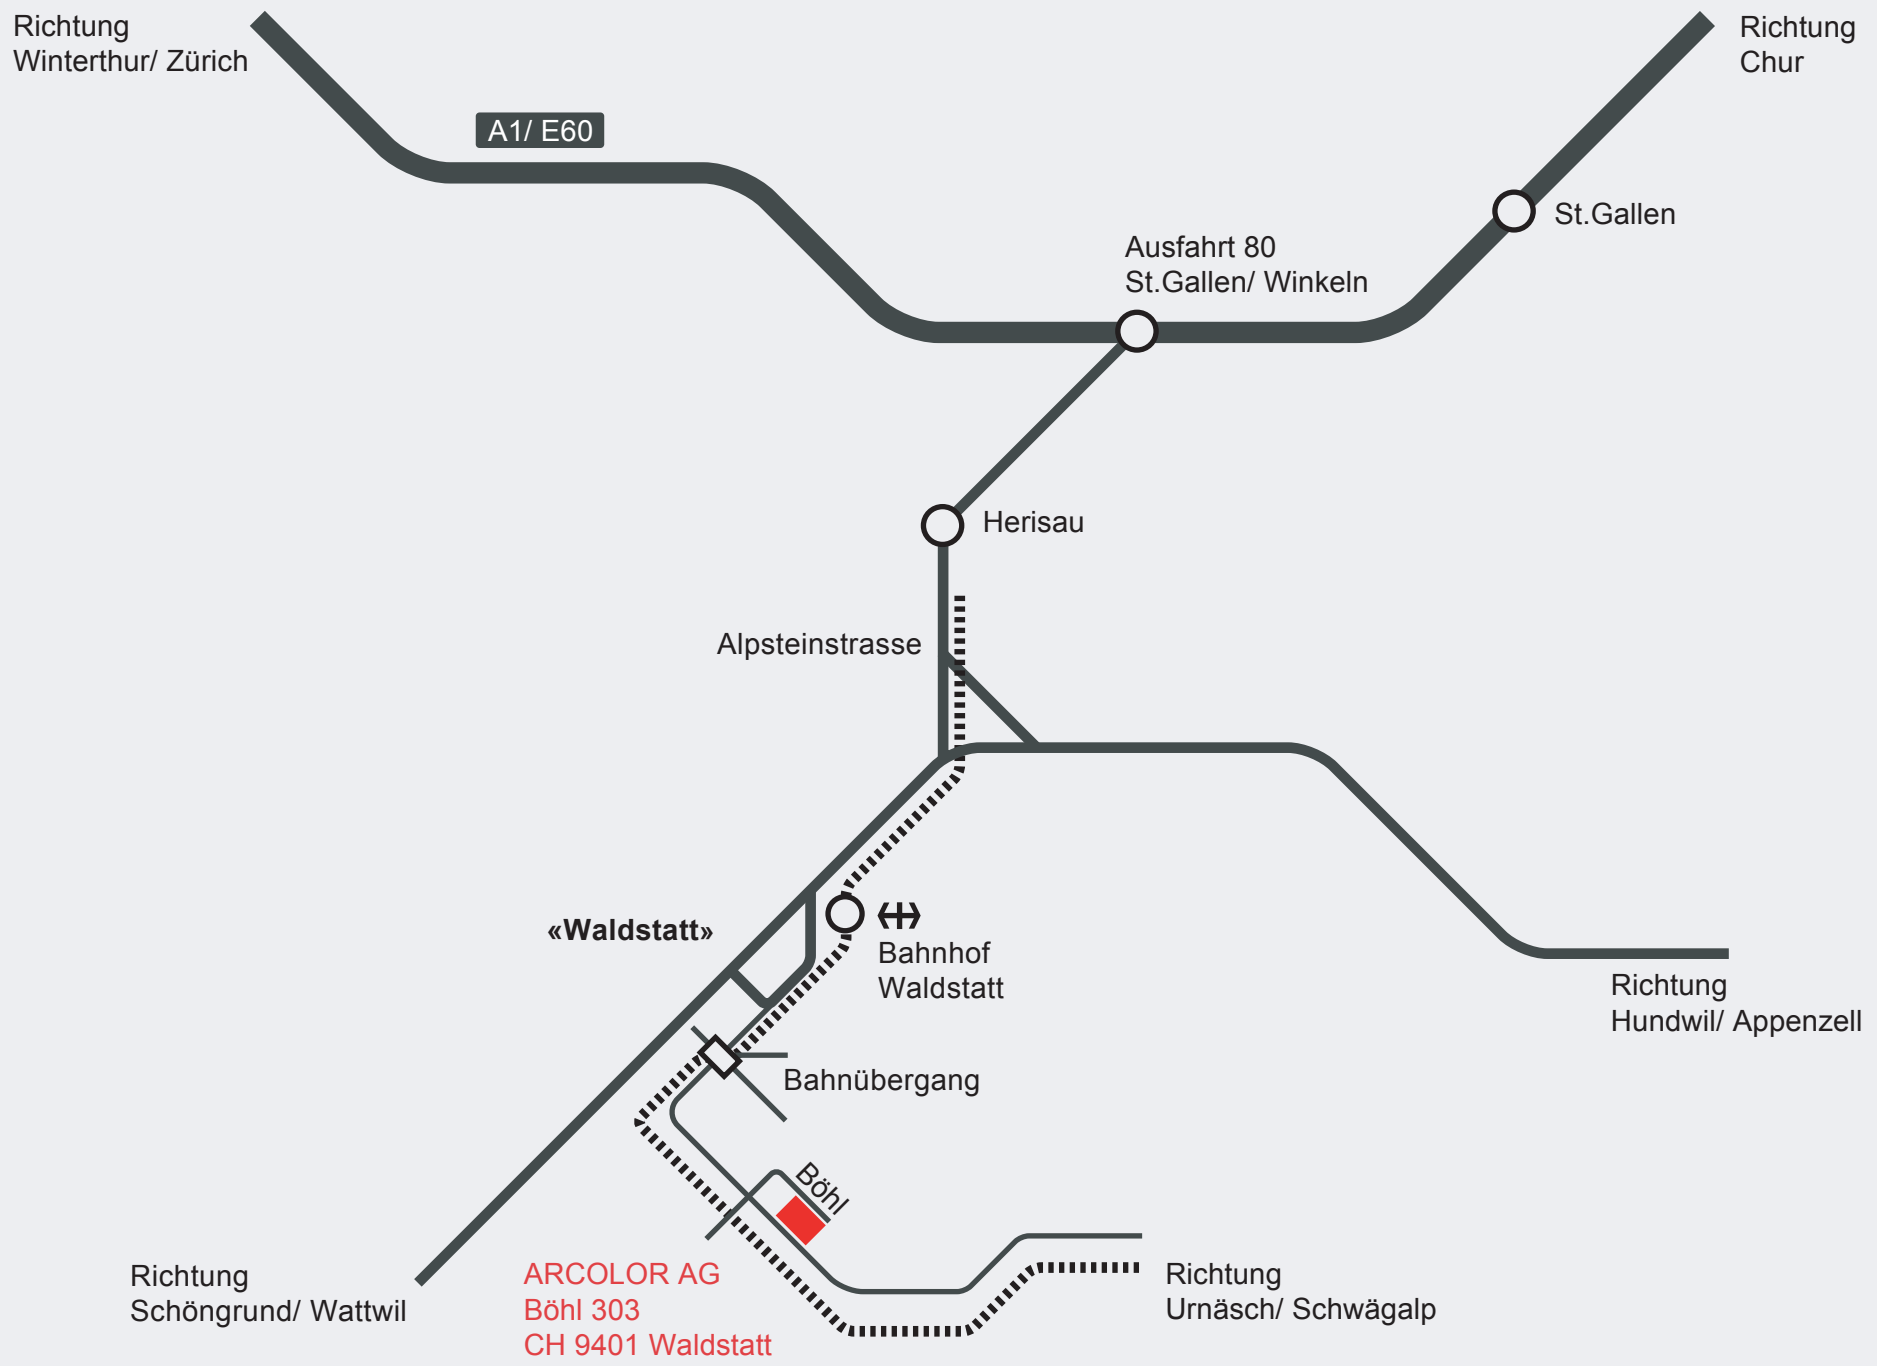 Richtung
Winterthur/ Zürich
Richtung
Chur
A1/ E60
St.Gallen
Ausfahrt 80
St.Gallen/ Winkeln
Herisau
Alpsteinstrasse
«Waldstatt»
Bahnhof
Waldstatt
Richtung
Hundwil/ Appenzell
Bahnübergang
Böhl
Richtung
Schöngrund/ Wattwil
ARCOLOR AG
Böhl 303
CH 9401 Waldstatt
Richtung
Urnäsch/ Schwägalp